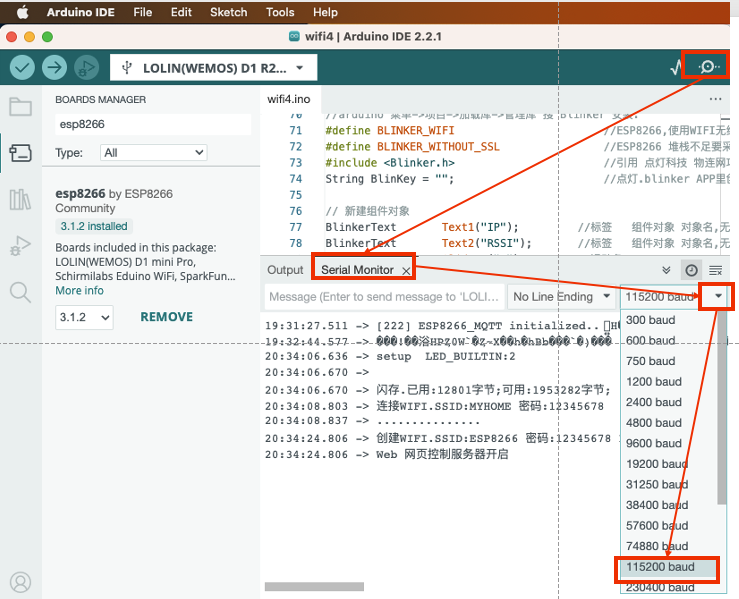 Arduino IDE File Edit Sketch Tools Help
wifi4 | Arduino IDE 2.2.1
LOLIN(WEMOS) D1 R2...
BOARDS MANAGER
esp8266
Type: All
esp8266 by ESP8266
Community
3.1.2 installed
Boards included in this package:
LOLIN(WEMOS) D1 mini Pro,
Schirmilabs Eduino WiFi, SparkFun...
More info
3.1.2 REMOVE
wifi4.ino
70 //arduino 菜单->项目->加载库->管理库 搜 Blinker 安装.
71 #define BLINKER_WIFI //ESP8266,使用WIFI无
72 #define BLINKER_WITHOUT_SSL //ESP8266 堆栈不足要采
73 #include <Blinker.h> //引用 点灯科技 物连网
74 String BlinKey = ""; //点灯.blinker APP里
75
76 // 新建组件对象
77 BlinkerText Text1("IP"); //标签 组件对象 对象名,无
78 BlinkerText Text2("RSSI"); //标签 组件对象 对象名,无
Output Serial Monitor
Message (Enter to send message to 'LOLI... No Line Ending 115200 baud
19:31:27.511 -> [222] ESP8266_MQTT initialized..
19:32:44.577 ->
20:34:06.636 -> setup LED_BUILTIN:2
20:34:06.670 ->
20:34:06.670 -> 闪存.已用:12801字节;可用:1953282字节;
20:34:08.803 -> 连接WIFI.SSID:MYHOME 密码:12345678
20:34:08.837 -> ...............
20:34:24.806 -> 创建WIFI.SSID:ESP8266 密码:12345678
20:34:24.806 -> Web 网页控制服务器开启
300 baud
600 baud
750 baud
1200 baud
2400 baud
4800 baud
9600 baud
19200 baud
31250 baud
38400 baud
57600 baud
74880 baud
115200 baud
230400 baud